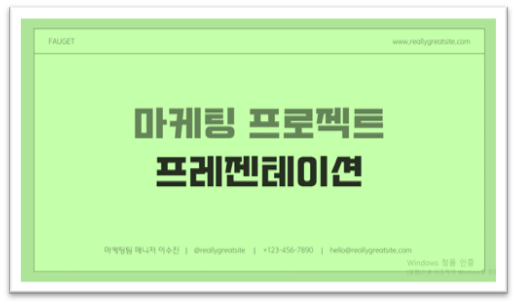 FAUGET
www.reallygreatsite.com
마케팅 프로젝트
프레젠테이션
마케팅팀 매니저 이수진 | @reallygreatsite | +123-456-7890 | hello@reallygreatsite.com
Windows 정품 인증